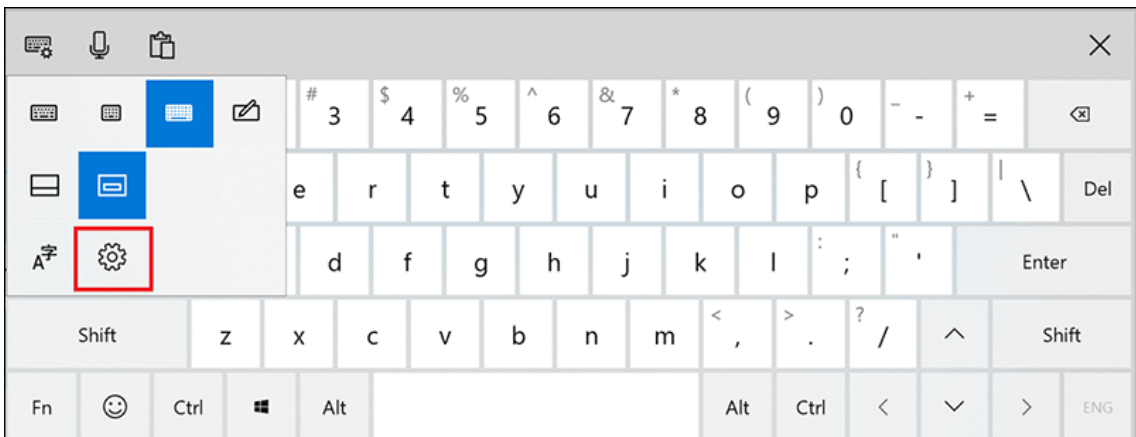 # 3 $ 4 % 5 ^ 6 & 7 * 8 ( 9 ) 0 _ - + =
e r t y u i o p { [ } ] | \ Del
A字 d f g h j k l : ; " ' Enter
Shift z x c v b n m < , > . ? / Shift
Fn Ctrl Alt Alt Ctrl ENG